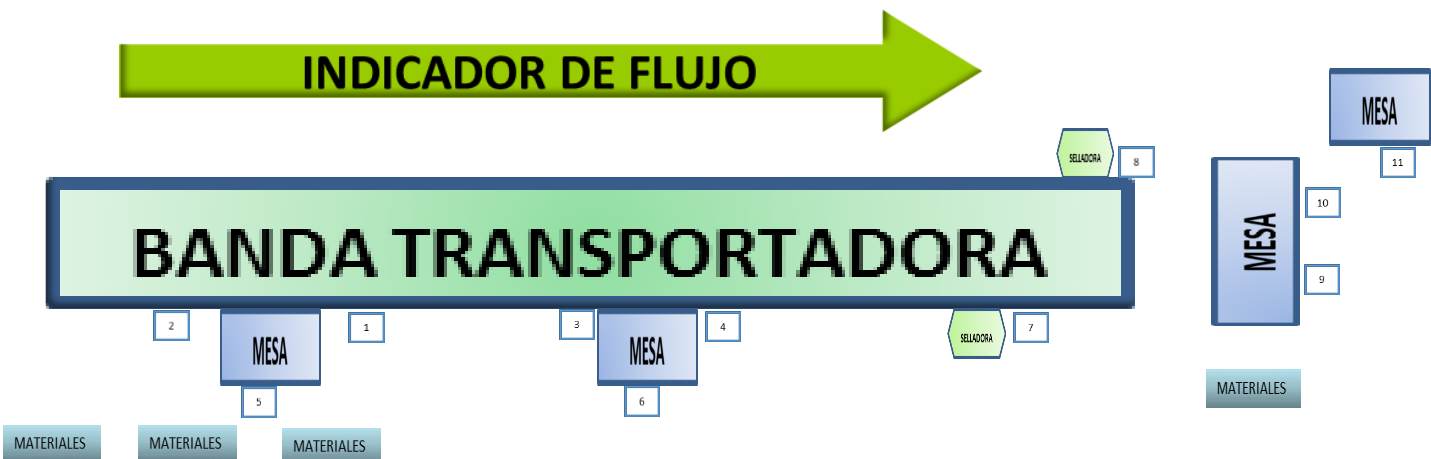 INDICADOR DE FLUJO
MESA
SELLADORA
8
11
BANDA TRANSPORTADORA
MESA
10
9
2
MESA
1
3
MESA
4
SELLADORA
7
5
6
MATERIALES
MATERIALES
MATERIALES
MATERIALES